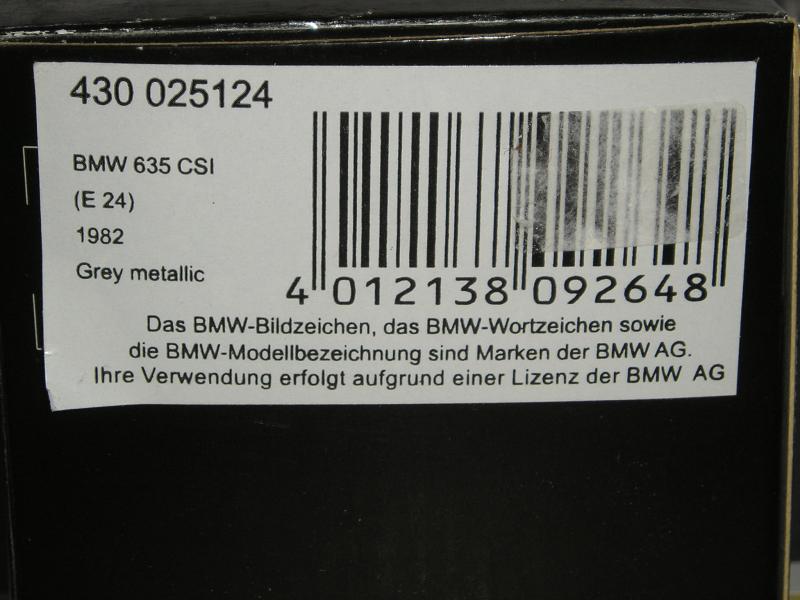 430 025124
BMW 635 CSI
(E 24)
1982
Grey metallic
4 012138 092648
Das BMW-Bildzeichen, das BMW-Wortzeichen sowie
die BMW-Modellbezeichnung sind Marken der BMW AG.
Ihre Verwendung erfolgt aufgrund einer Lizenz der BMW AG